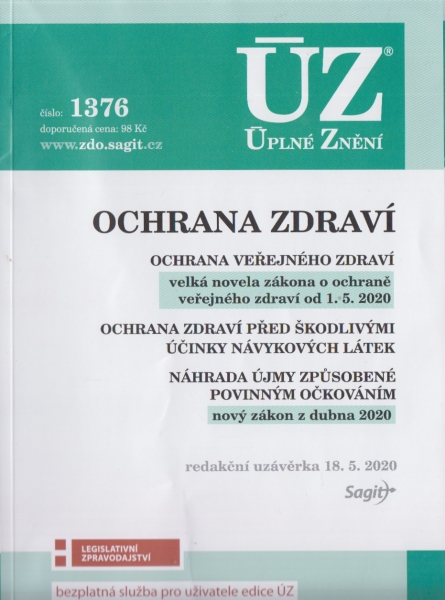 číslo: 1376
doporučená cena: 98 Kč
www.zdo.sagit.cz
ÚZ®
ÚPLNÉ ZNĚNÍ
OCHRANA ZDRAVÍ
OCHRANA VEŘEJNÉHO ZDRAVÍ
velká novela zákona o ochraně
veřejného zdraví od 1. 5. 2020
OCHRANA ZDRAVÍ PŘED ŠKODLIVÝMI
ÚČINKY NÁVYKOVÝCH LÁTEK
NÁHRADA ÚJMY ZPŮSOBENÉ
POVINNÝM OČKOVÁNÍM
nový zákon z dubna 2020
redakční uzávěrka 18. 5. 2020
Sagit
LEGISLATIVNÍ
ZPRAVODAJSTVÍ
bezplatná služba pro uživatele edice ÚZ